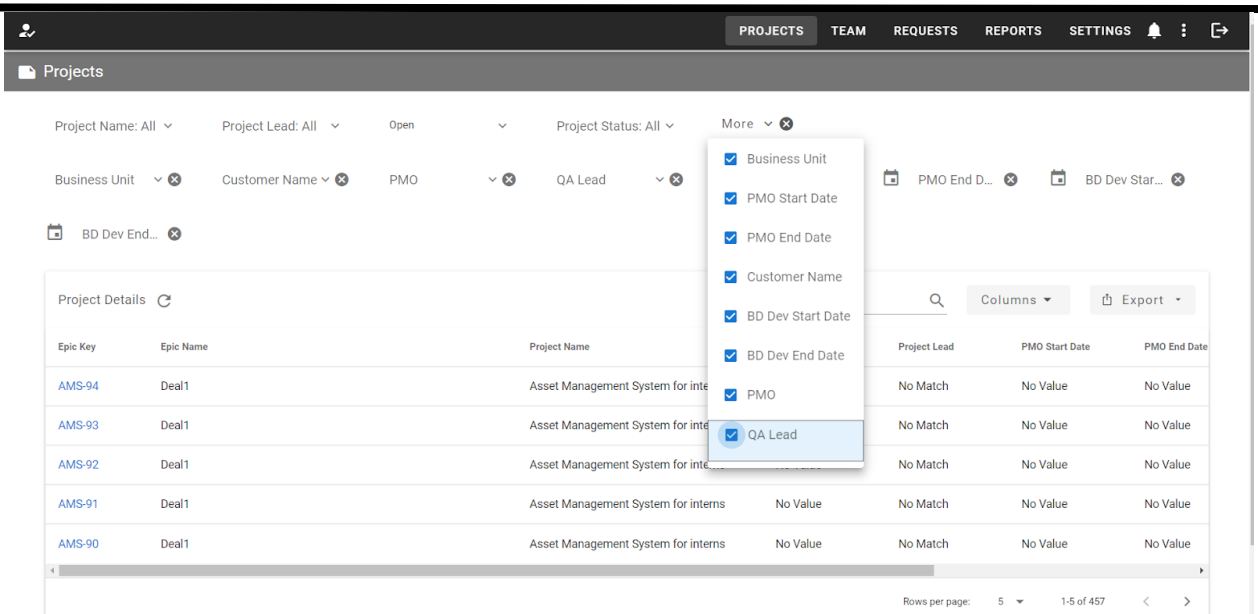 PROJECTS TEAM REQUESTS REPORTS SETTINGS
Projects
Project Name: All Project Lead: All Open Project Status: All More
Business Unit Customer Name PMO QA Lead PMO End D... BD Dev Star...
BD Dev End...
Business Unit
PMO Start Date
PMO End Date
Customer Name
BD Dev Start Date
BD Dev End Date
PMO
QA Lead
Project Details Columns Export
Epic Key Epic Name Project Name Project Lead PMO Start Date PMO End Date
AMS-94 Deal1 Asset Management System for inte No Match No Value No Value
AMS-93 Deal1 Asset Management System for inte No Match No Value No Value
AMS-92 Deal1 Asset Management System for inte No Match No Value No Value
AMS-91 Deal1 Asset Management System for interns No Value No Match No Value No Value
AMS-90 Deal1 Asset Management System for interns No Value No Match No Value No Value
Rows per page: 5 1-5 of 457